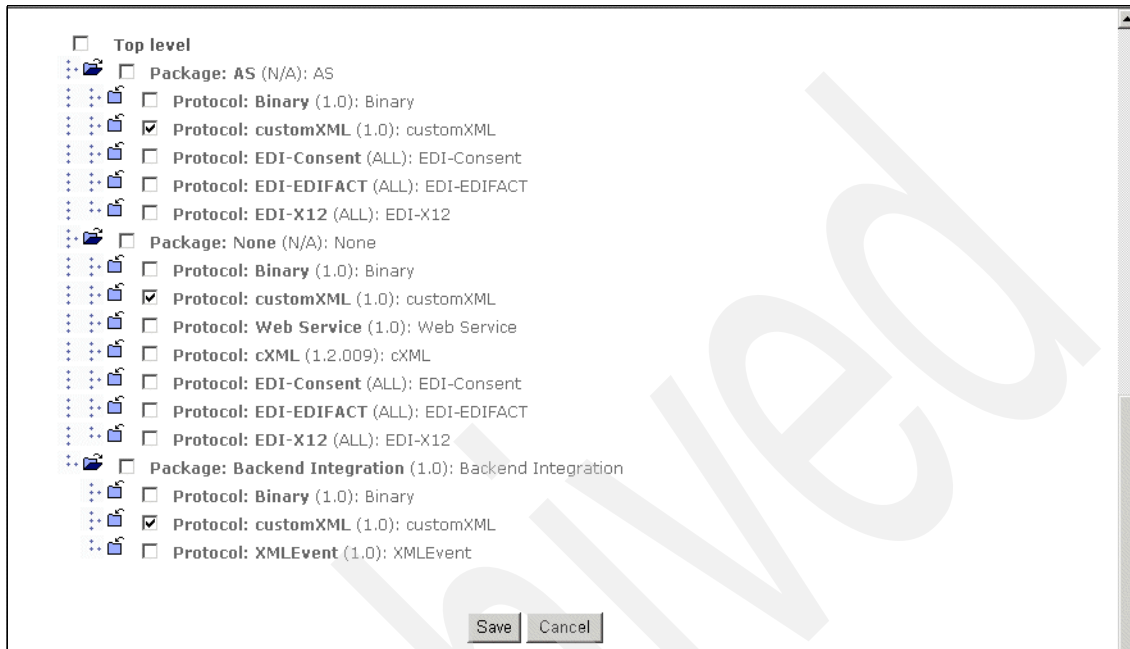 Top level
Package: AS (N/A): AS
Protocol: Binary (1.0): Binary
Protocol: customXML (1.0): customXML
Protocol: EDI-Consent (ALL): EDI-Consent
Protocol: EDI-EDIFACT (ALL): EDI-EDIFACT
Protocol: EDI-X12 (ALL): EDI-X12
Package: None (N/A): None
Protocol: Binary (1.0): Binary
Protocol: customXML (1.0): customXML
Protocol: Web Service (1.0): Web Service
Protocol: cXML (1.2.009): cXML
Protocol: EDI-Consent (ALL): EDI-Consent
Protocol: EDI-EDIFACT (ALL): EDI-EDIFACT
Protocol: EDI-X12 (ALL): EDI-X12
Package: Backend Integration (1.0): Backend Integration
Protocol: Binary (1.0): Binary
Protocol: customXML (1.0): customXML
Protocol: XMLEvent (1.0): XMLEvent
Save Cancel